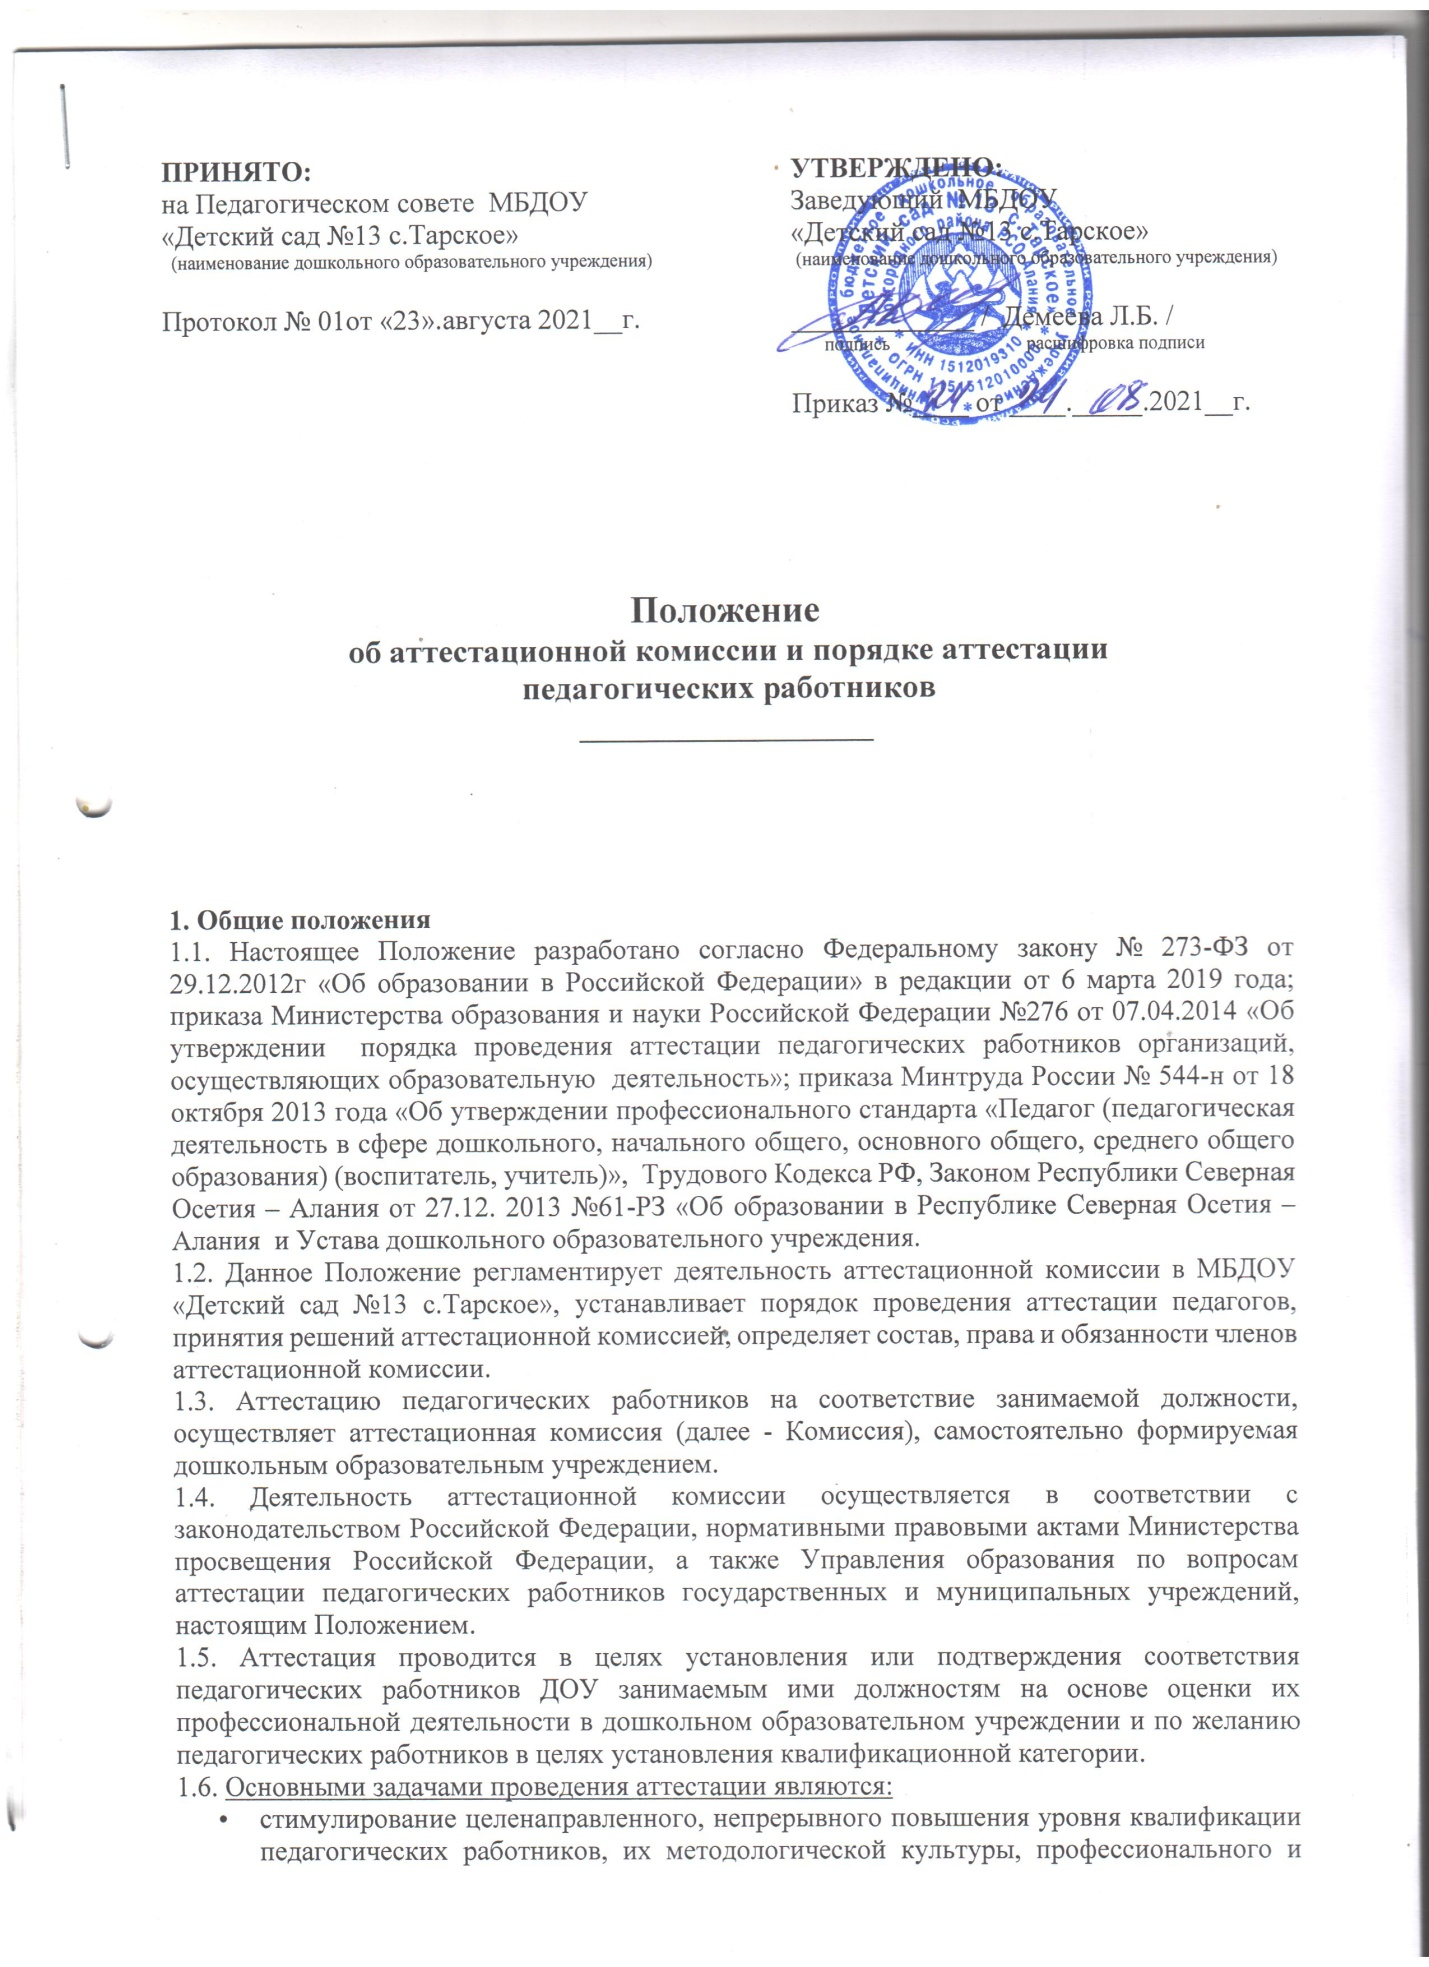 ПРИНЯТО:
на Педагогическом совете МБДОУ
«Детский сад №13 с.Тарское»
(наименование дошкольного образовательного учреждения)
Протокол № 01от «23».августа 2021__г.
УТВЕРЖДЕНО:
Заведующий МБДОУ
«Детский сад №13 с.Тарское»
(наименование дошкольного образовательного учреждения)
_____________ / Демеева Л.Б. /
подпись расшифровка подписи
Приказ № от ____._____.2021__г.
ИНН 1512019310
Положение
об аттестационной комиссии и порядке аттестации
педагогических работников
1. Общие положения
1.1. Настоящее Положение разработано согласно Федеральному закону № 273-ФЗ от
29.12.2012г «Об образовании в Российской Федерации» в редакции от 6 марта 2019 года;
приказа Министерства образования и науки Российской Федерации №276 от 07.04.2014 «Об
утверждении порядка проведения аттестации педагогических работников организаций,
осуществляющих образовательную деятельность»; приказа Минтруда России № 544-н от 18
октября 2013 года «Об утверждении профессионального стандарта «Педагог (педагогическая
деятельность в сфере дошкольного, начального общего, основного общего, среднего общего
образования) (воспитатель, учитель)», Трудового Кодекса РФ, Законом Республики Северная
Осетия – Алания от 27.12. 2013 №61-РЗ «Об образовании в Республике Северная Осетия –
Алания и Устава дошкольного образовательного учреждения.
1.2. Данное Положение регламентирует деятельность аттестационной комиссии в МБДОУ
«Детский сад №13 с.Тарское», устанавливает порядок проведения аттестации педагогов,
принятия решений аттестационной комиссией, определяет состав, права и обязанности членов
аттестационной комиссии.
1.3. Аттестацию педагогических работников на соответствие занимаемой должности,
осуществляет аттестационная комиссия (далее - Комиссия), самостоятельно формируемая
дошкольным образовательным учреждением.
1.4. Деятельность аттестационной комиссии осуществляется в соответствии с
законодательством Российской Федерации, нормативными правовыми актами Министерства
просвещения Российской Федерации, а также Управления образования по вопросам
аттестации педагогических работников государственных и муниципальных учреждений,
настоящим Положением.
1.5. Аттестация проводится в целях установления или подтверждения соответствия
педагогических работников ДОУ занимаемым ими должностям на основе оценки их
профессиональной деятельности в дошкольном образовательном учреждении и по желанию
педагогических работников в целях установления квалификационной категории.
1.6. Основными задачами проведения аттестации являются:
• стимулирование целенаправленного, непрерывного повышения уровня квалификации
педагогических работников, их методологической культуры, профессионального и